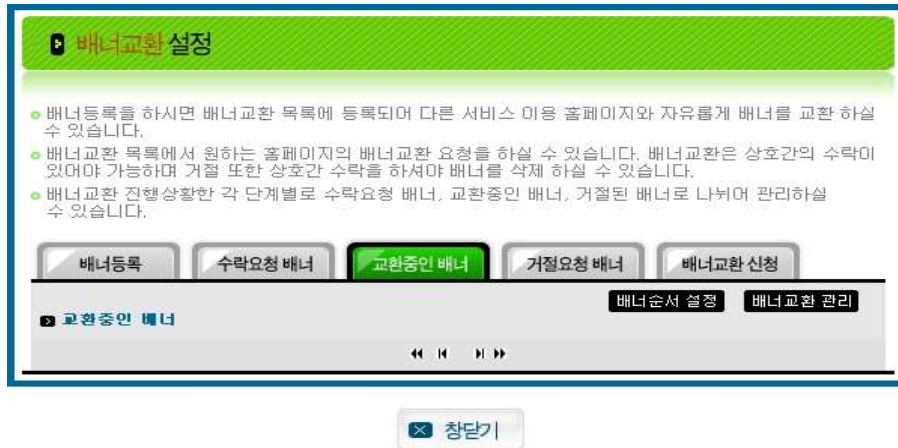 배너교환 설정
배너등록을 하시면 배너교환 목록에 등록되어 다른 서비스 이용 홈페이지와 자유롭게 배너를 교환 하실
수 있습니다.
배너교환 목록에서 원하는 홈페이지의 배너교환 요청을 하실 수 있습니다. 배너교환은 상호간의 수락이
있어야 가능하며 거절 또한 상호간 수락을 하셔야 배너를 삭제 하실 수 있습니다.
배너교환 진행상황한 각 단계별로 수락요청 배너, 교환중인 배너, 거절된 배너로 나뉘어 관리하실
수 있습니다.
배너등록 수락요청 배너 교환중인 배너 거절요청 배너 배너교환 신청
배너순서 설정 배너교환 관리
교환중인 배너
창닫기